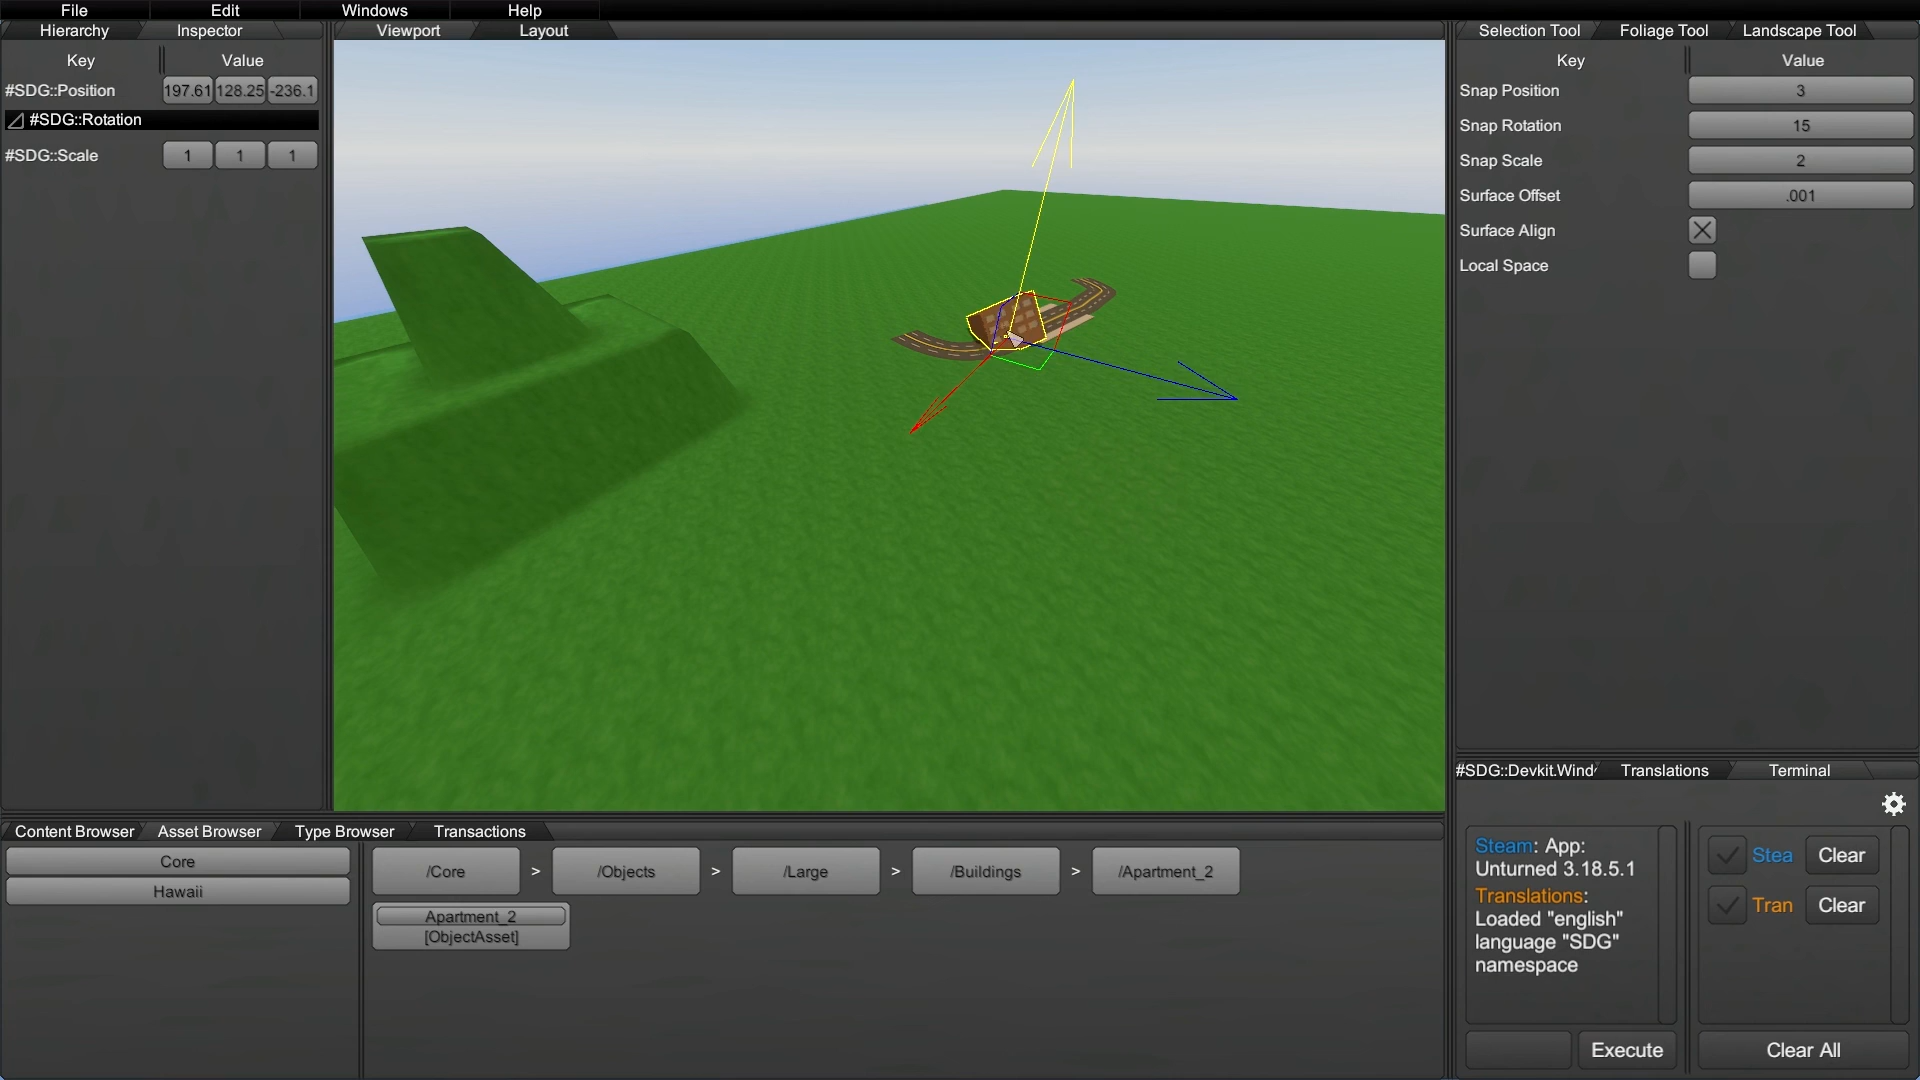 File Edit Windows Help
Hierarchy Inspector
Key Value
#SDG::Position 197.61 128.25 -236.1
#SDG::Rotation
#SDG::Scale 1 1 1
Viewport Layout
Selection Tool Foliage Tool Landscape Tool
Key Value
Snap Position 3
Snap Rotation 15
Snap Scale 2
Surface Offset .001
Surface Align
Local Space
Content Browser Asset Browser Type Browser Transactions
Core
Hawaii
/Core > /Objects > /Large > /Buildings > /Apartment_2
Apartment_2
[ObjectAsset]
#SDG::Devkit.Wind Translations Terminal
Steam: App:
Unturned 3.18.5.1
Translations:
Loaded "english"
language "SDG"
namespace
Stea Clear
Tran Clear
Execute
Clear All